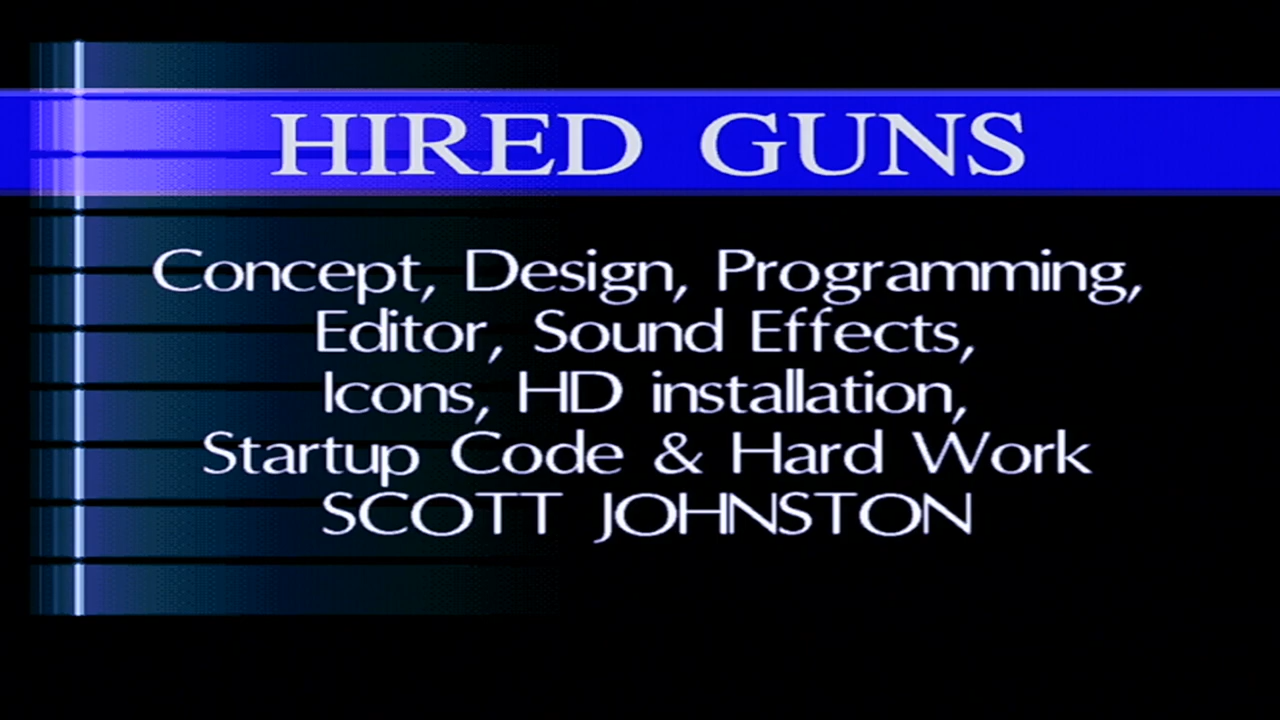 HIRED GUNS
Concept, Design, Programming,
Editor, Sound Effects,
Icons, HD installation,
Startup Code & Hard Work
SCOTT JOHNSTON